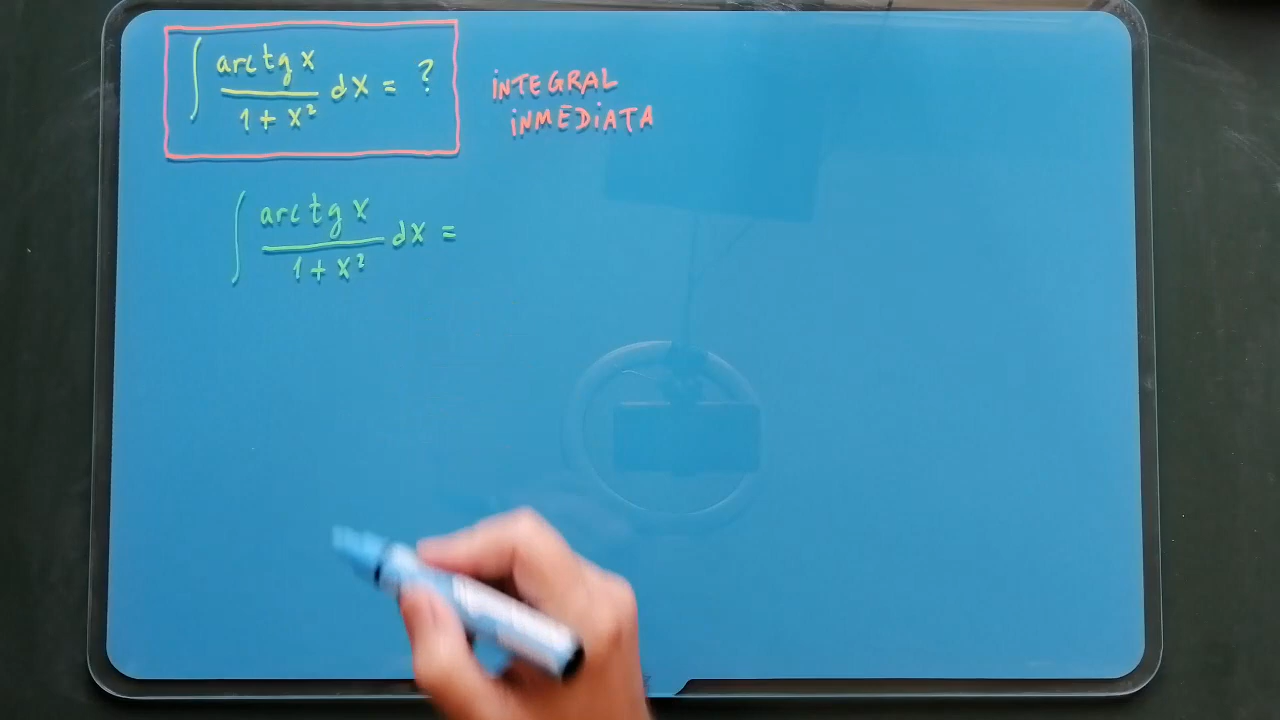 ∫ arctg x / 1 + x² dx = ?
INTEGRAL
INMEDIATA
∫ arctg x / 1 + x² dx =